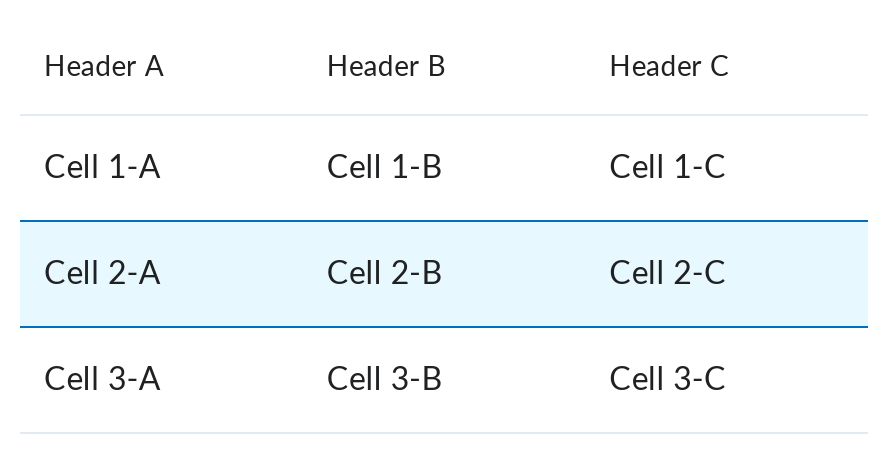 Header A Header B Header C
Cell 1-A Cell 1-B Cell 1-C
Cell 2-A Cell 2-B Cell 2-C
Cell 3-A Cell 3-B Cell 3-C